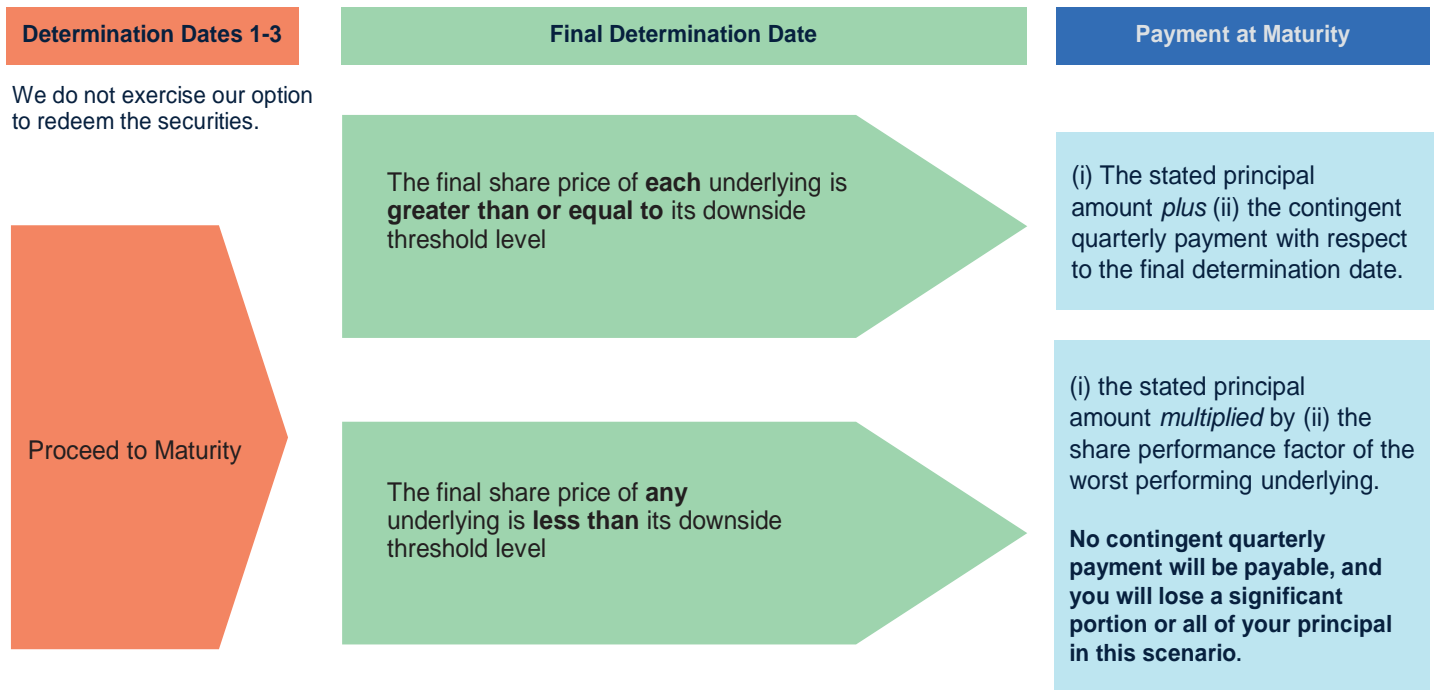 Determination Dates 1-3
Final Determination Date
Payment at Maturity
We do not exercise our option
to redeem the securities.
Proceed to Maturity
The final share price of each underlying is
greater than or equal to its downside
threshold level
(i) The stated principal
amount plus (ii) the contingent
quarterly payment with respect
to the final determination date.
The final share price of any
underlying is less than its downside
threshold level
(i) the stated principal
amount multiplied by (ii) the
share performance factor of the
worst performing underlying.
No contingent quarterly
payment will be payable, and
you will lose a significant
portion or all of your principal
in this scenario.